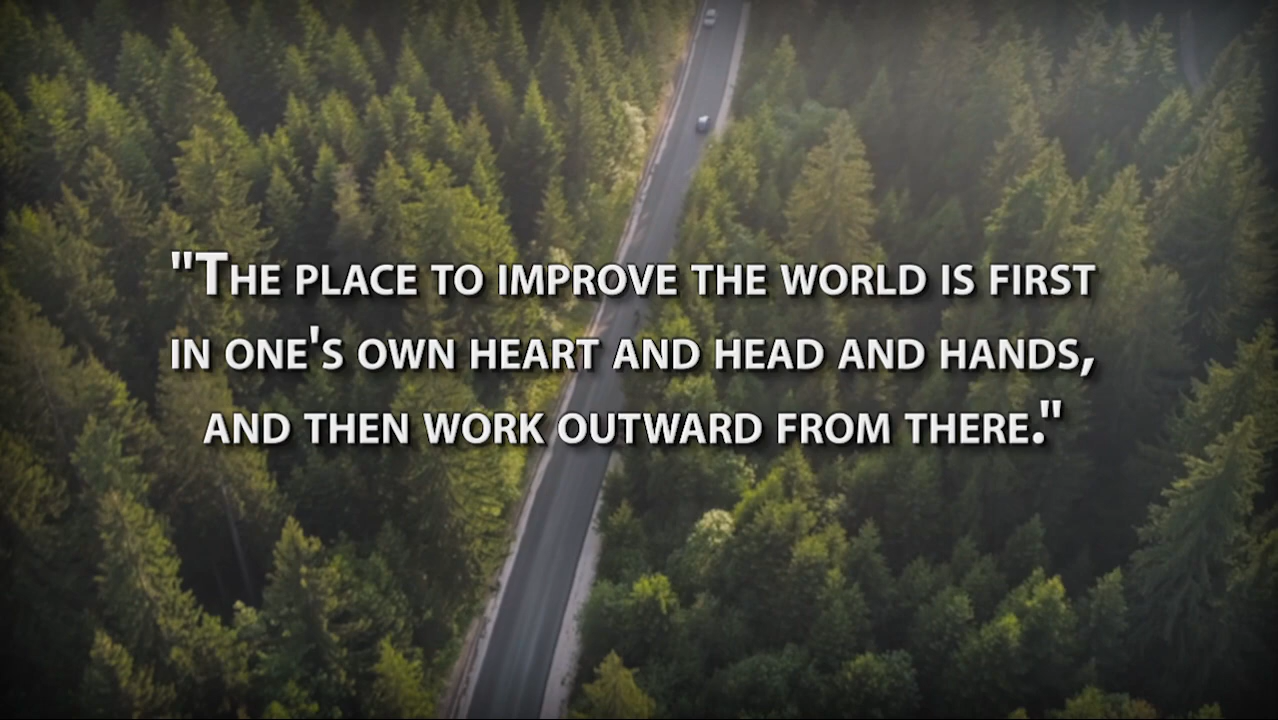 "The place to improve the world is first
in one's own heart and head and hands,
and then work outward from there."